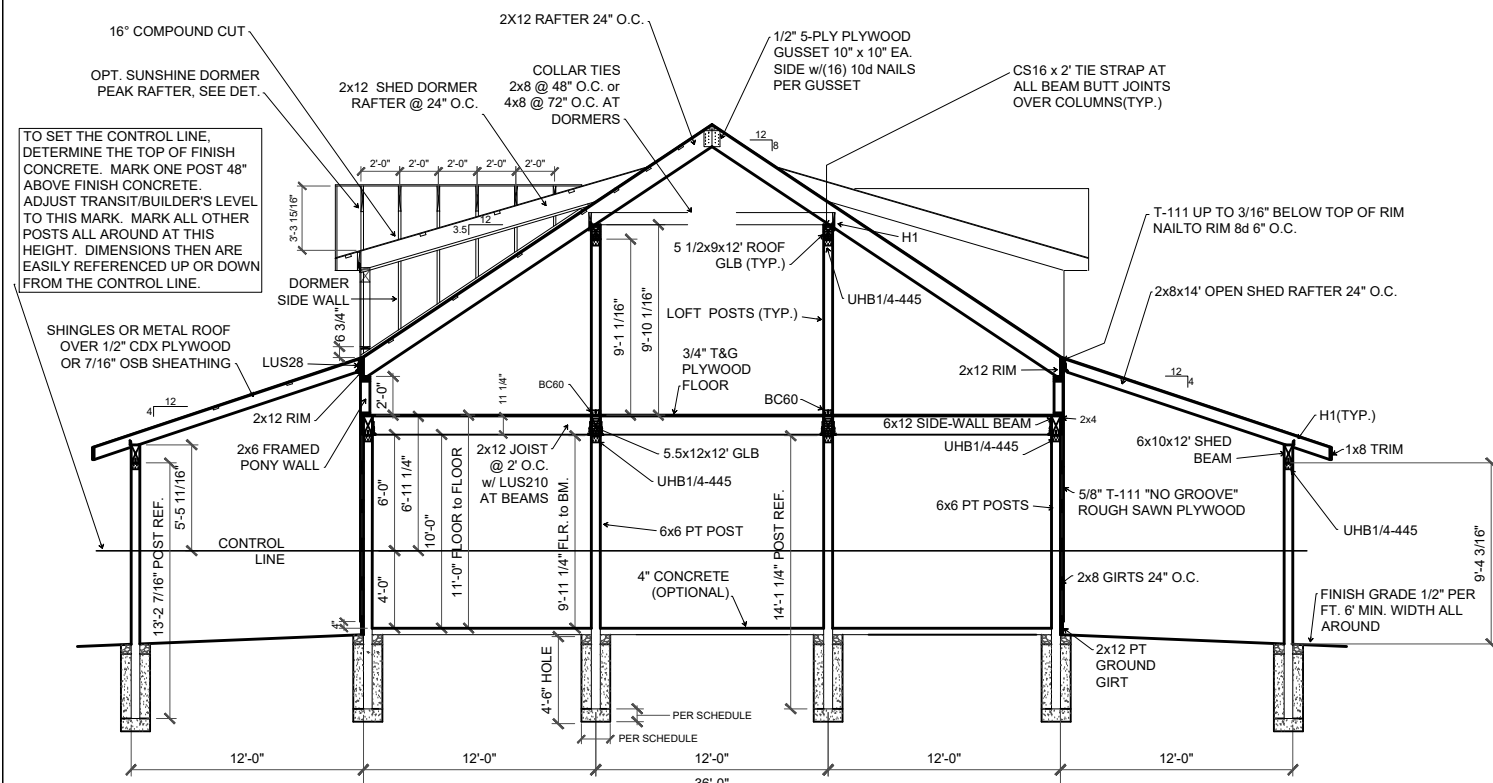 16° COMPOUND CUT
OPT. SUNSHINE DORMER
PEAK RAFTER, SEE DET.
2x12 SHED DORMER
RAFTER @ 24" O.C.
2X12 RAFTER 24" O.C.
COLLAR TIES
2x8 @ 48" O.C. or
4x8 @ 72" O.C. AT
DORMERS
1/2" 5-PLY PLYWOOD
GUSSET 10" x 10" EA.
SIDE w/(16) 10d NAILS
PER GUSSET
CS16 x 2' TIE STRAP AT
ALL BEAM BUTT JOINTS
OVER COLUMNS(TYP.)
TO SET THE CONTROL LINE,
DETERMINE THE TOP OF FINISH
CONCRETE. MARK ONE POST 48"
ABOVE FINISH CONCRETE.
ADJUST TRANSIT/BUILDER'S LEVEL
TO THIS MARK. MARK ALL OTHER
POSTS ALL AROUND AT THIS
HEIGHT. DIMENSIONS THEN ARE
EASILY REFERENCED UP OR DOWN
FROM THE CONTROL LINE.
2'-0"
2'-0"
2'-0"
2'-0"
2'-0"
3'-3 15/16"
12
3.5
12
8
H1
5 1/2x9x12' ROOF
GLB (TYP.)
UHB1/4-445
LOFT POSTS (TYP.)
T-111 UP TO 3/16" BELOW TOP OF RIM
NAILTO RIM 8d 6" O.C.
2x8x14' OPEN SHED RAFTER 24" O.C.
DORMER
SIDE WALL
6 3/4"
9'-1 1/16"
9'-10 1/16"
SHINGLES OR METAL ROOF
OVER 1/2" CDX PLYWOOD
OR 7/16" OSB SHEATHING
LUS28
3/4" T&G
PLYWOOD
FLOOR
2x12 RIM
12
4
12
4
2'-0"
BC60
11 1/4"
BC60
H1(TYP.)
2x12 RIM
2x6 FRAMED
PONY WALL
6x12 SIDE-WALL BEAM
2x4
UHB1/4-445
6x10x12' SHED
BEAM
1x8 TRIM
2x12 JOIST
@ 2' O.C.
w/ LUS210
AT BEAMS
5.5x12x12' GLB
UHB1/4-445
6x6 PT POST
6x6 PT POSTS
5/8" T-111 "NO GROOVE"
ROUGH SAWN PLYWOOD
UHB1/4-445
13'-2 7/16" POST REF.
5'-5 11/16"
6'-0"
6'-11 1/4"
10'-0"
11'-0" FLOOR to FLOOR
9'-11 1/4" FLR. to BM.
14'-1 1/4" POST REF.
9'-4 3/16"
CONTROL
LINE
4'-0"
4" CONCRETE
(OPTIONAL)
2x8 GIRTS 24" O.C.
FINISH GRADE 1/2" PER
FT. 6' MIN. WIDTH ALL
AROUND
2x12 PT
GROUND
GIRT
4'-6" HOLE
PER SCHEDULE
PER SCHEDULE
12'-0"
12'-0"
12'-0"
12'-0"
12'-0"
36'-0"